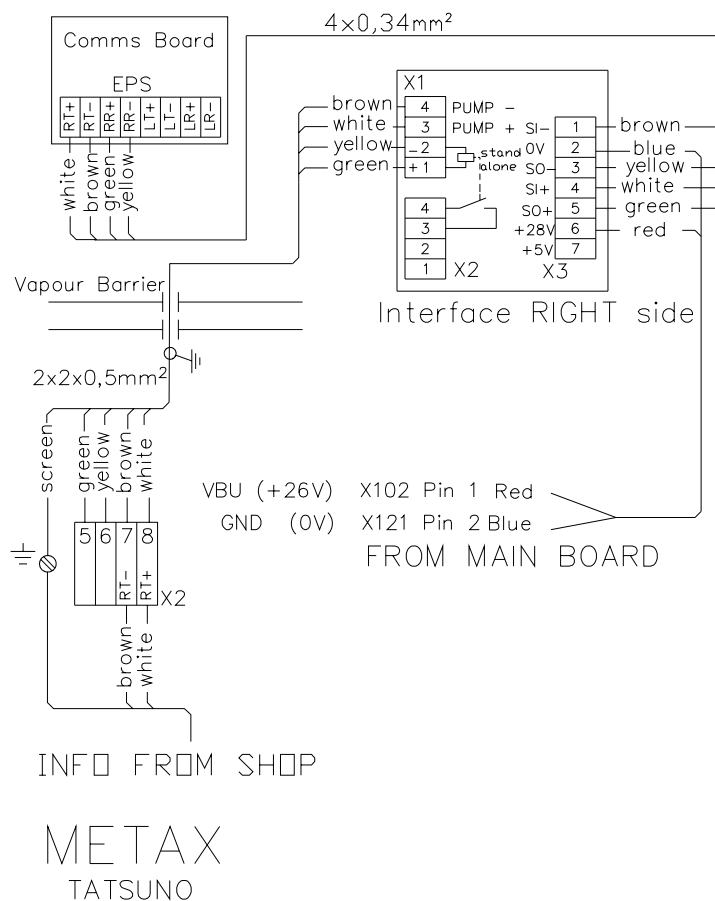 4x0,34mm²
Comms Board
EPS
RT+ RT- RR+ RR- LT+ LT- LR+ LR-
white brown green yellow
X1
brown 4 PUMP -
white 3 PUMP +
yellow - 2
green + 1
stand
alone
4
3
2
1
X2
SI- 1 brown
0V 2 blue
SO- 3 yellow
SI+ 4 white
SO+ 5 green
+28V 6 red
+5V 7
X3
Interface RIGHT side
Vapour Barrier
2x2x0,5mm²
screen green yellow brown white
5 6 7 8
RT- RT+
X2
brown white
VBU (+26V) X102 Pin 1 Red
GND (0V) X121 Pin 2 Blue
FROM MAIN BOARD
INFO FROM SHOP
METAX
TATSUNO